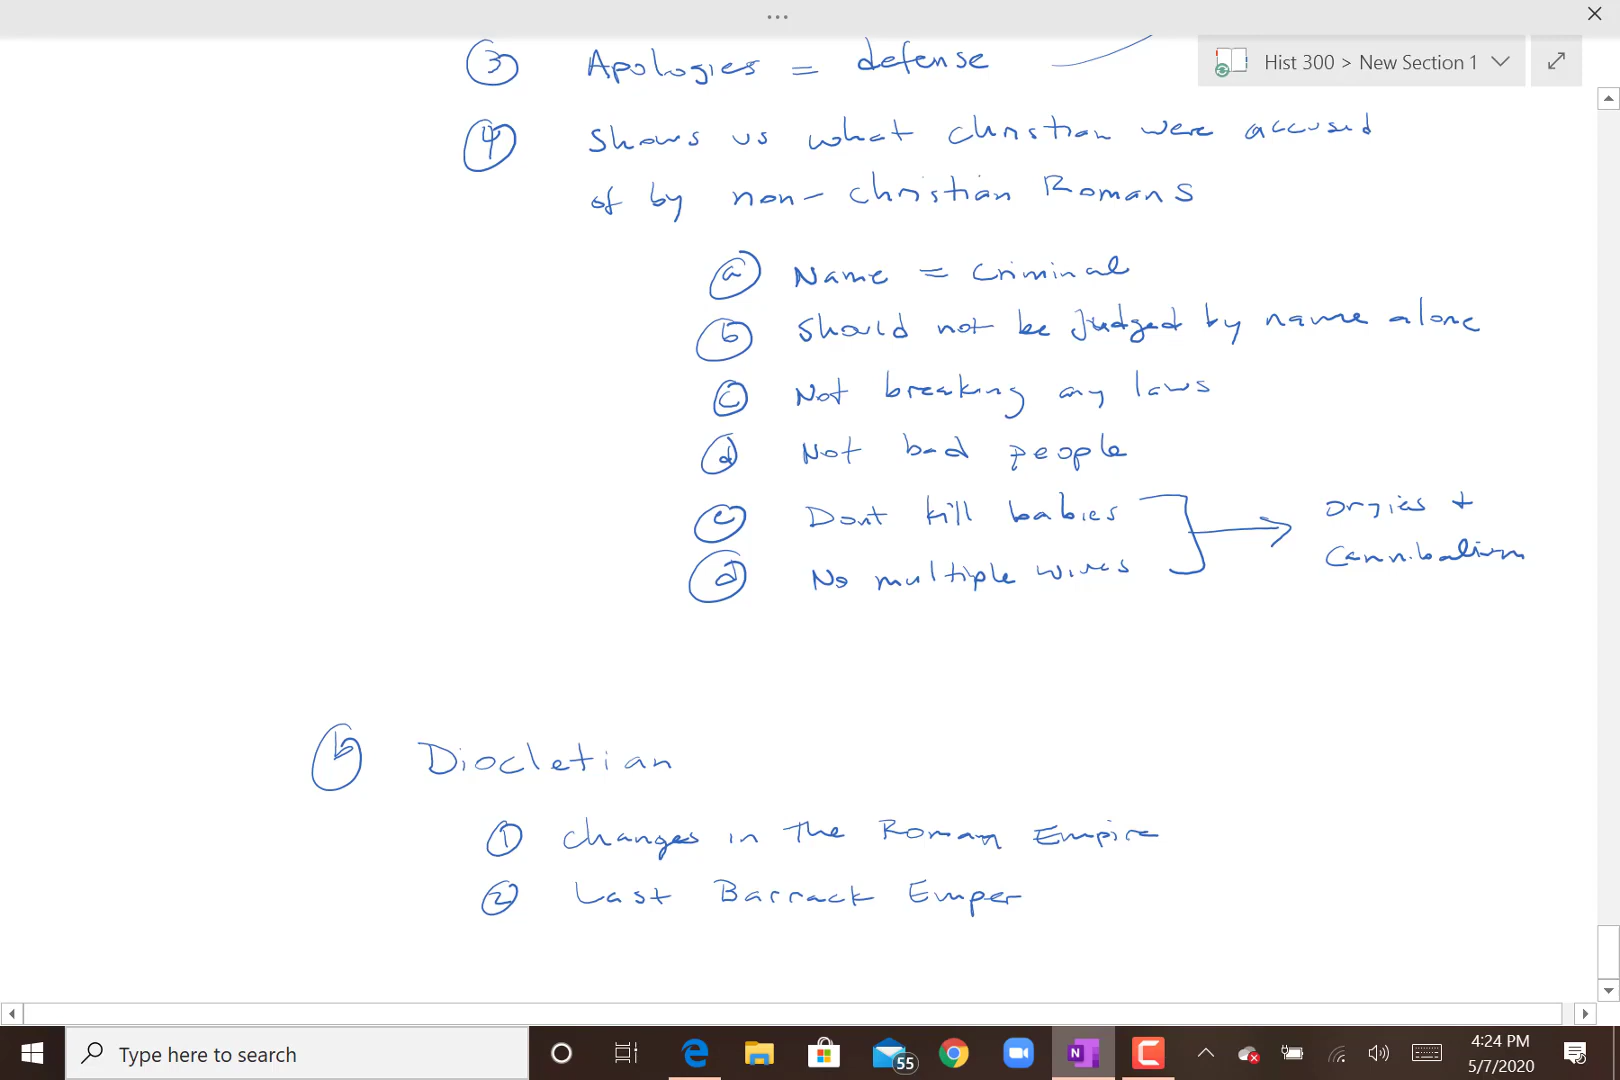 ③ Apologies = defense
Hist 300 > New Section 1
④ Shows us what christian were accused
of by non-christian Romans
ⓐ Name = criminal
ⓑ should not be Judged by name alone
ⓒ Not breaking any laws
ⓓ Not bad people
ⓔ Dont kill babies
ⓓ No multiple wives
orgies +
cannibalism
ⓑ Diocletian
① changes in the Roman Empire
② Last Barrack Emper
Type here to search
55
N
4:24 PM
5/7/2020